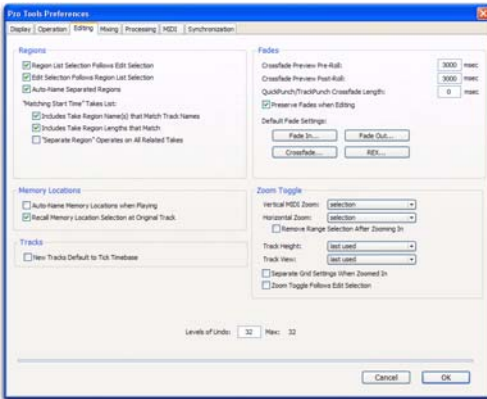 Pro Tools Preferences
Display Operation Editing Mixing Processing MIDI Synchronization
Regions
Region List Selection Follows Edit Selection
Edit Selection Follows Region List Selection
Auto-Name Separated Regions
"Matching Start Time" Takes List:
Includes Take Region Name(s) that Match Track Names
Includes Take Region Lengths that Match
"Separate Region" Operates on All Related Takes
Fades
Crossfade Preview Pre-Roll: 3000 msec
Crossfade Preview Post-Roll: 3000 msec
QuickPunch/TrackPunch Crossfade Length: 0 msec
Preserve Fades when Editing
Default Fade Settings:
Fade In... Fade Out...
Crossfade... REX...
Memory Locations
Auto-Name Memory Locations when Playing
Recall Memory Location Selection at Original Track
Tracks
New Tracks Default to Tick Timebase
Zoom Toggle
Vertical MIDI Zoom: selection
Horizontal Zoom: selection
Remove Range Selection After Zooming In
Track Height: last used
Track View: last used
Separate Grid Settings When Zoomed In
Zoom Toggle Follows Edit Selection
Levels of Undo: 32 Max: 32
Cancel OK